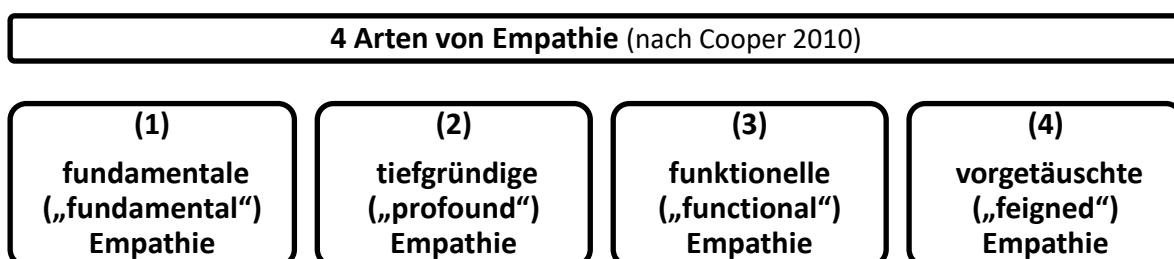 4 Arten von Empathie (nach Cooper 2010)
(1)
fundamentale
(„fundamental“)
Empathie
(2)
tiefgründige
(„profound“)
Empathie
(3)
funktionelle
(„functional“)
Empathie
(4)
vorgetäuschte
(„feigned“)
Empathie